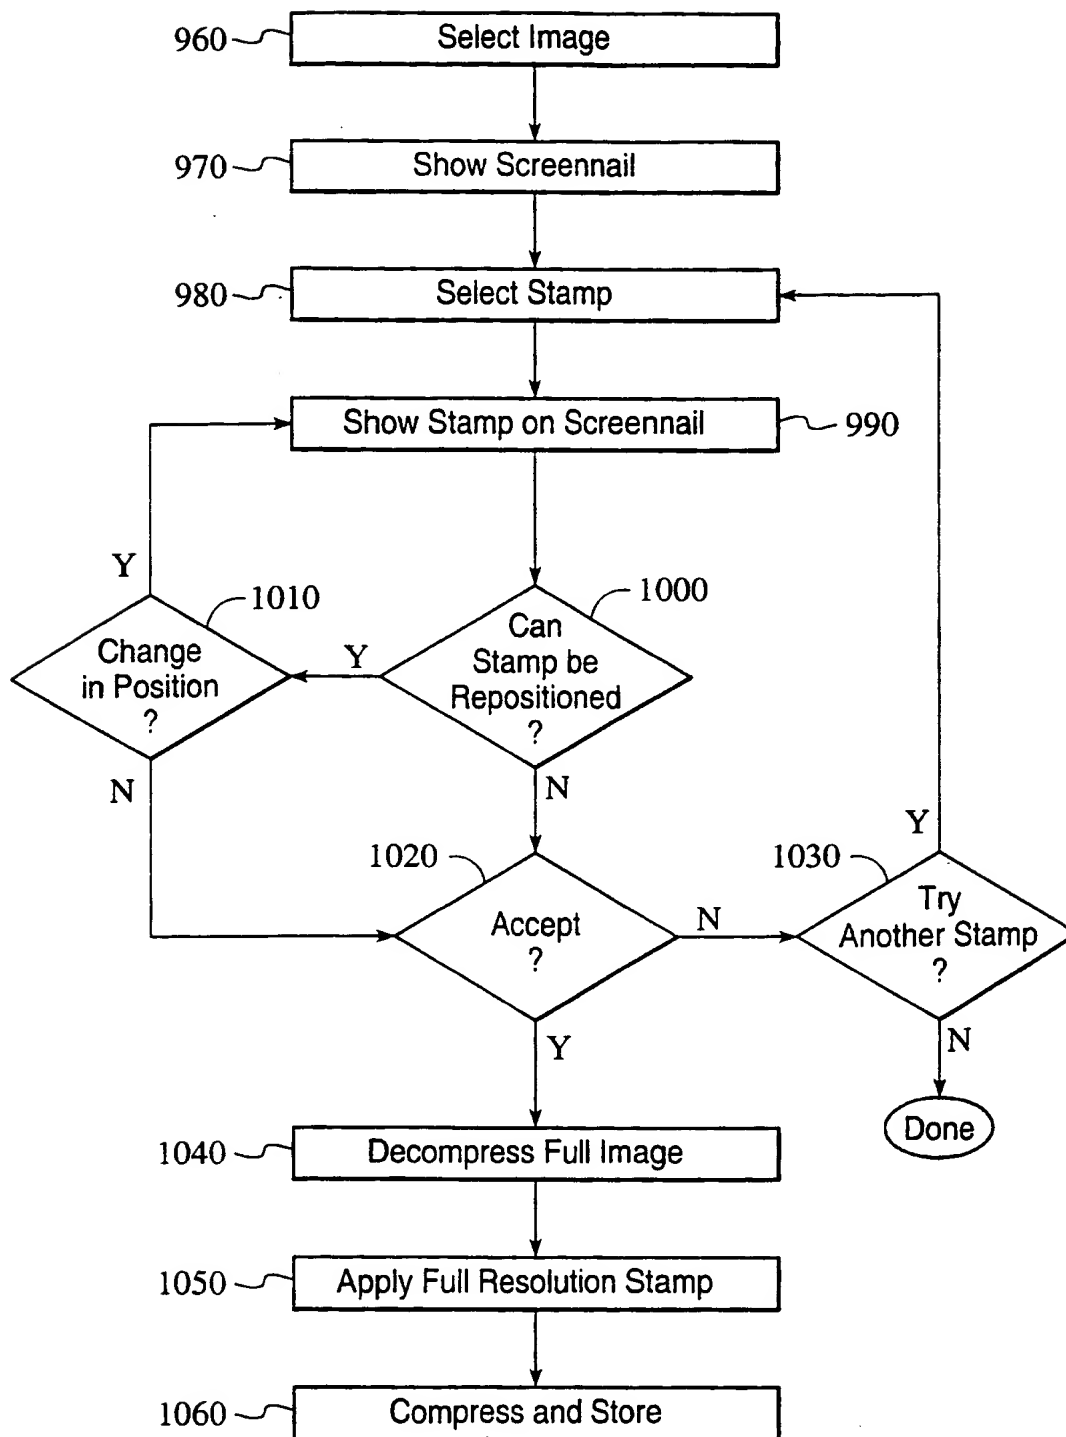 960
Select Image
970
Show Screennail
980
Select Stamp
Show Stamp on Screennail
990
Y
1010
1000
Change
in Position
?
Y
Can
Stamp be
Repositioned
?
N
N
1020
1030
Y
Accept
?
N
Try
Another Stamp
?
Y
N
Done
1040
Decompress Full Image
1050
Apply Full Resolution Stamp
1060
Compress and Store